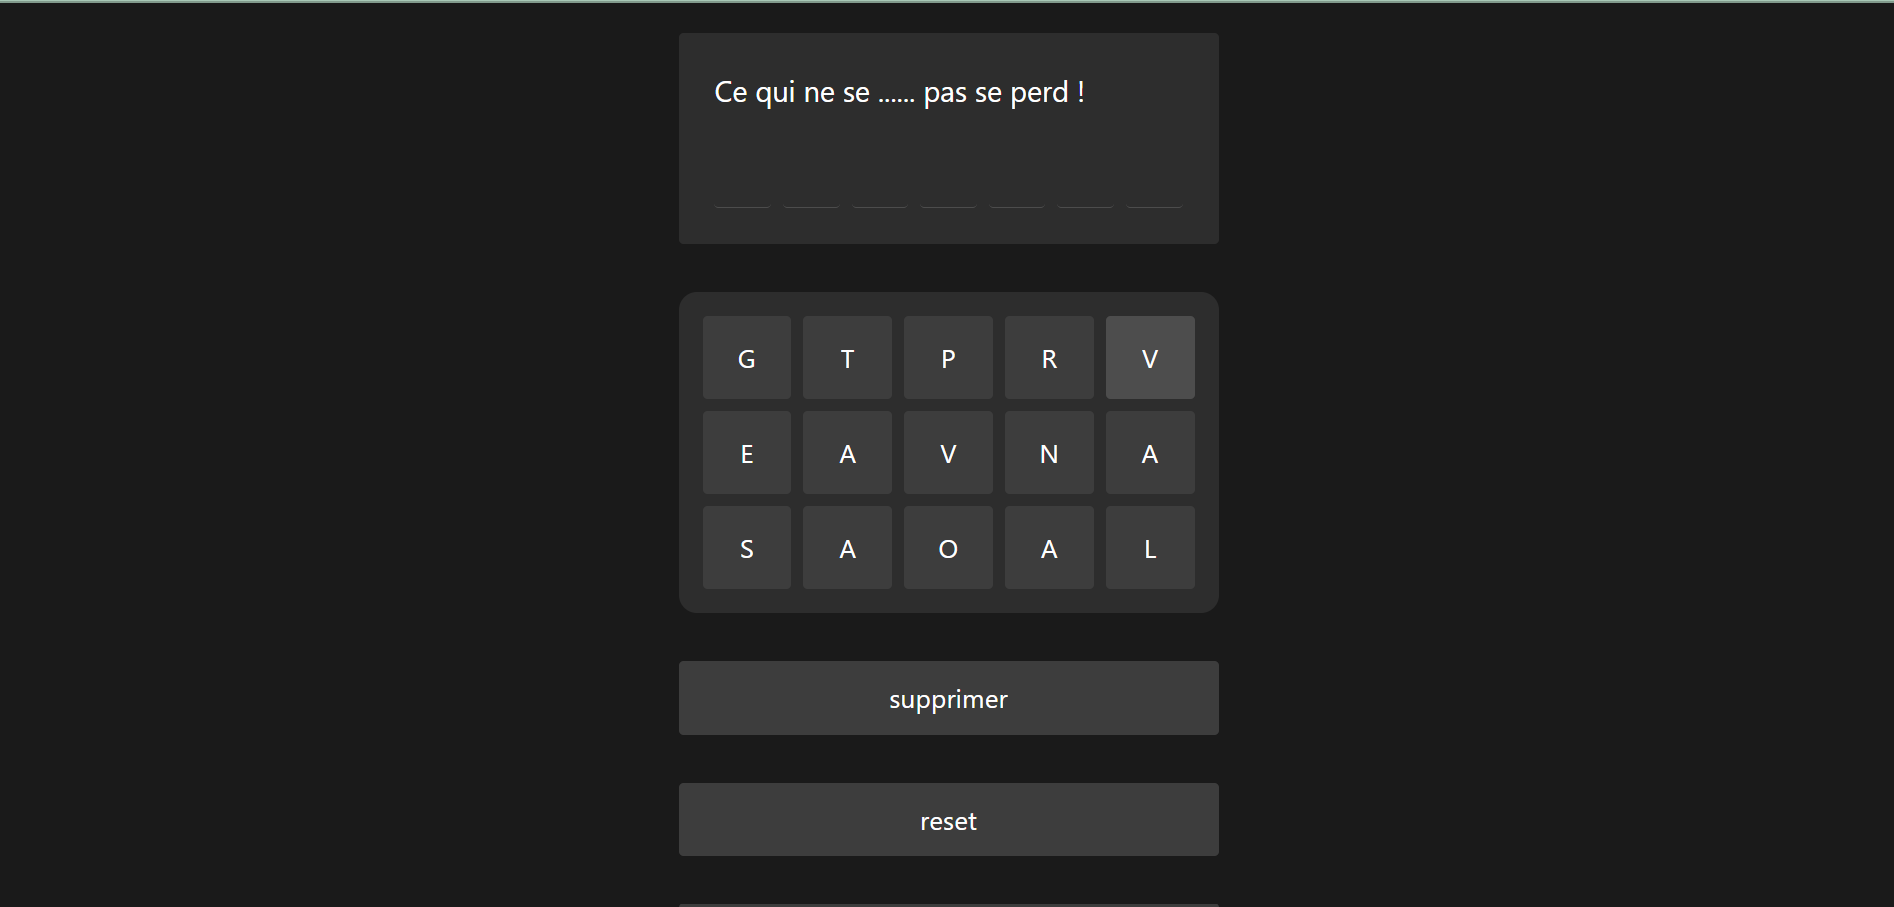 Ce qui ne se ...... pas se perd !
G T P R V
E A V N A
S A O A L
supprimer
reset